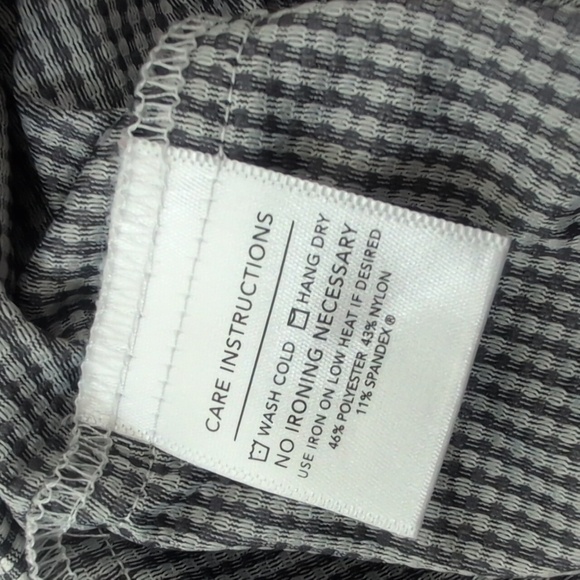 CARE INSTRUCTIONS
WASH COLD HANG DRY
NO IRONING NECESSARY
USE IRON ON LOW HEAT IF DESIRED
46% POLYESTER 43% NYLON
11% SPANDEX®